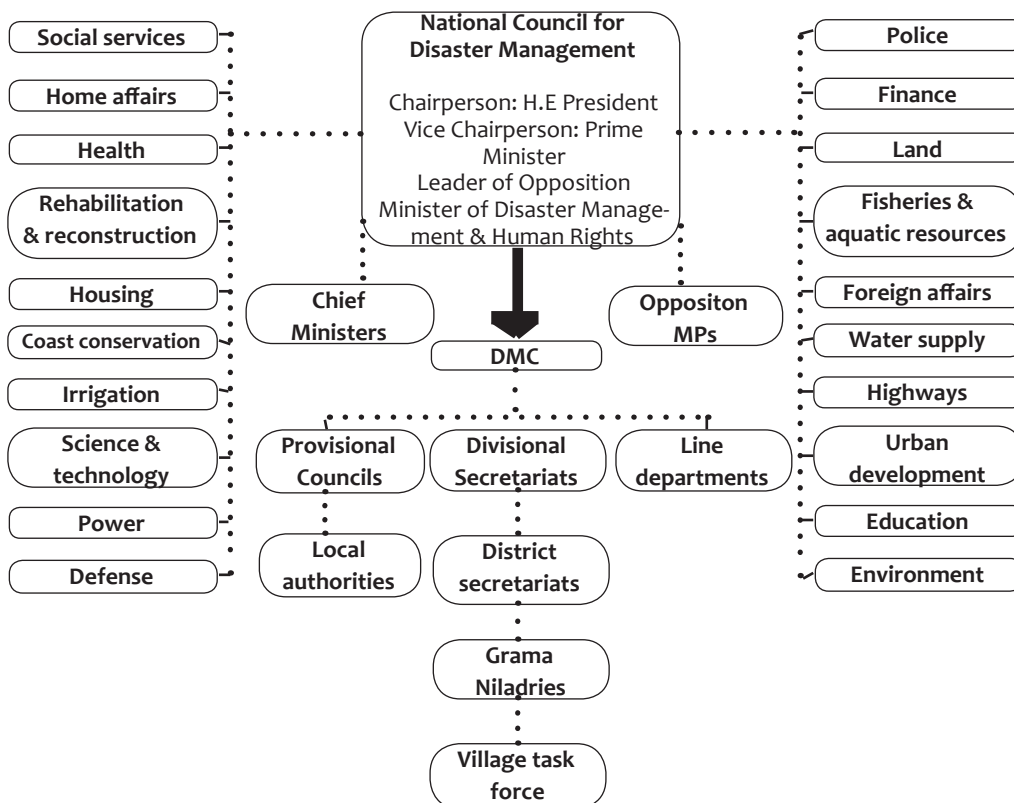 Social services
Home affairs
Health
Rehabilitation
& reconstruction
Housing
Coast conservation
Irrigation
Science &
technology
Power
Defense
National Council for
Disaster Management
Chairperson: H.E President
Vice Chairperson: Prime
Minister
Leader of Opposition
Minister of Disaster Manage-
ment & Human Rights
Chief
Ministers
Oppositon
MPs
DMC
Provisional
Councils
Divisional
Secretariats
Line
departments
Local
authorities
District
secretariats
Grama
Niladries
Village task
force
Police
Finance
Land
Fisheries &
aquatic resources
Foreign affairs
Water supply
Highways
Urban
development
Education
Environment